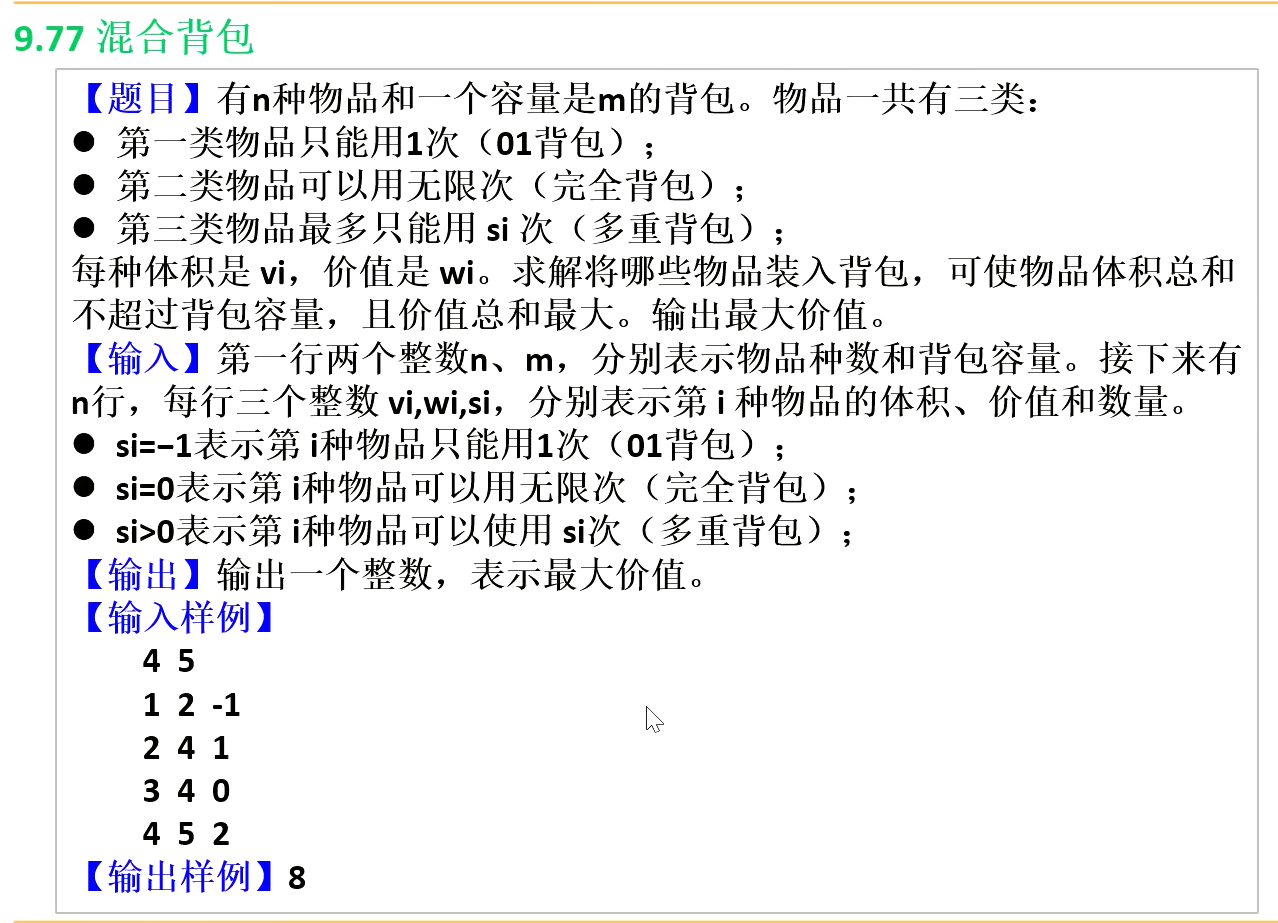 9.77 混合背包
【题目】有n种物品和一个容量是m的背包。物品一共有三类：
● 第一类物品只能用1次（01背包）；
● 第二类物品可以用无限次（完全背包）；
● 第三类物品最多只能用 si 次（多重背包）；
每种体积是 vi，价值是 wi。求解将哪些物品装入背包，可使物品体积总和
不超过背包容量，且价值总和最大。输出最大价值。
【输入】第一行两个整数n、m，分别表示物品种数和背包容量。接下来有
n行，每行三个整数 vi,wi,si，分别表示第 i 种物品的体积、价值和数量。
● si=−1表示第 i种物品只能用1次（01背包）；
● si=0表示第 i种物品可以用无限次（完全背包）；
● si>0表示第 i种物品可以使用 si次（多重背包）；
【输出】输出一个整数，表示最大价值。
【输入样例】
4 5
1 2 -1
2 4 1
3 4 0
4 5 2
【输出样例】8